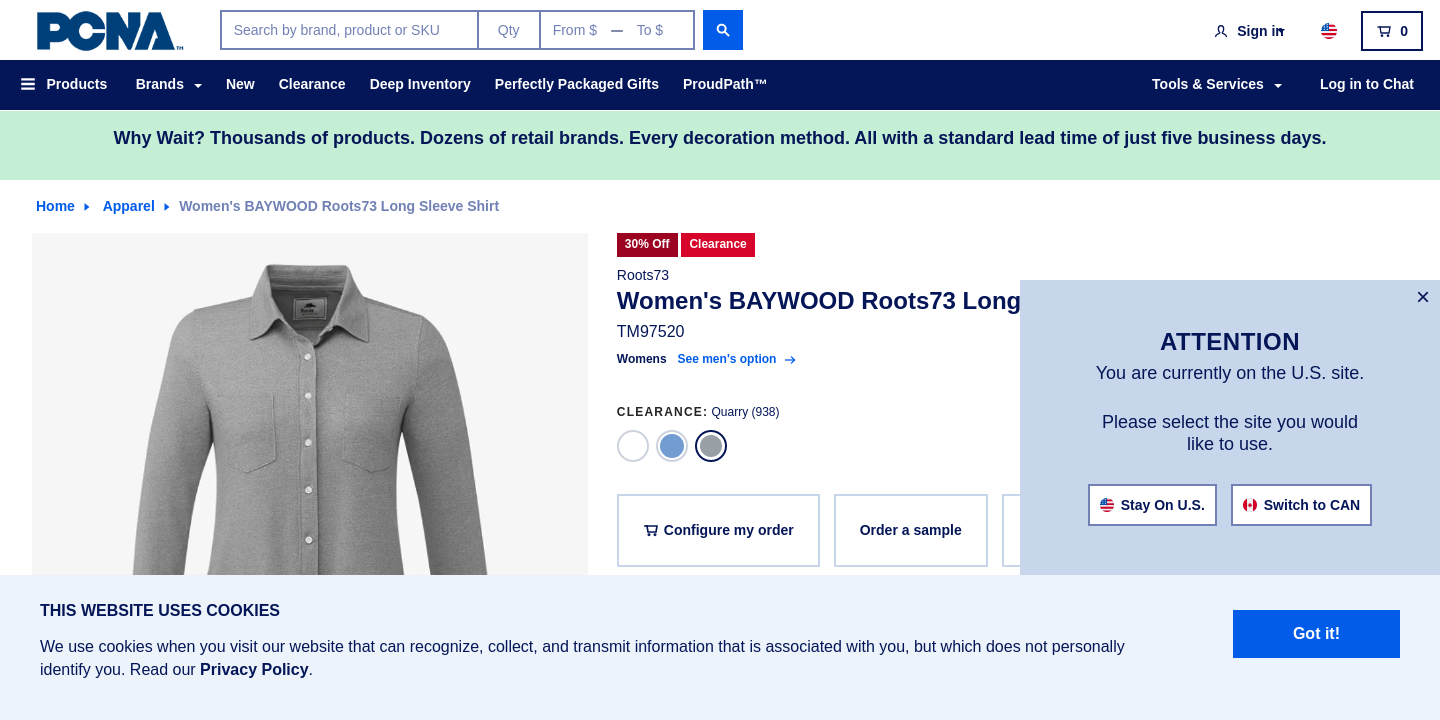 PCNA™
Search by brand, product or SKU
Qty
From $ — To $
Sign in
0
Products
Brands
New
Clearance
Deep Inventory
Perfectly Packaged Gifts
ProudPath™
Tools & Services
Log in to Chat
Why Wait? Thousands of products. Dozens of retail brands. Every decoration method. All with a standard lead time of just five business days.
Home
Apparel
Women's BAYWOOD Roots73 Long Sleeve Shirt
30% Off
Clearance
Roots73
Women's BAYWOOD Roots73 Long
TM97520
Womens
See men's option
CLEARANCE: Quarry (938)
Configure my order
Order a sample
×
ATTENTION
You are currently on the U.S. site.
Please select the site you would
like to use.
Stay On U.S.
Switch to CAN
THIS WEBSITE USES COOKIES
We use cookies when you visit our website that can recognize, collect, and transmit information that is associated with you, but which does not personally
identify you. Read our Privacy Policy.
Got it!